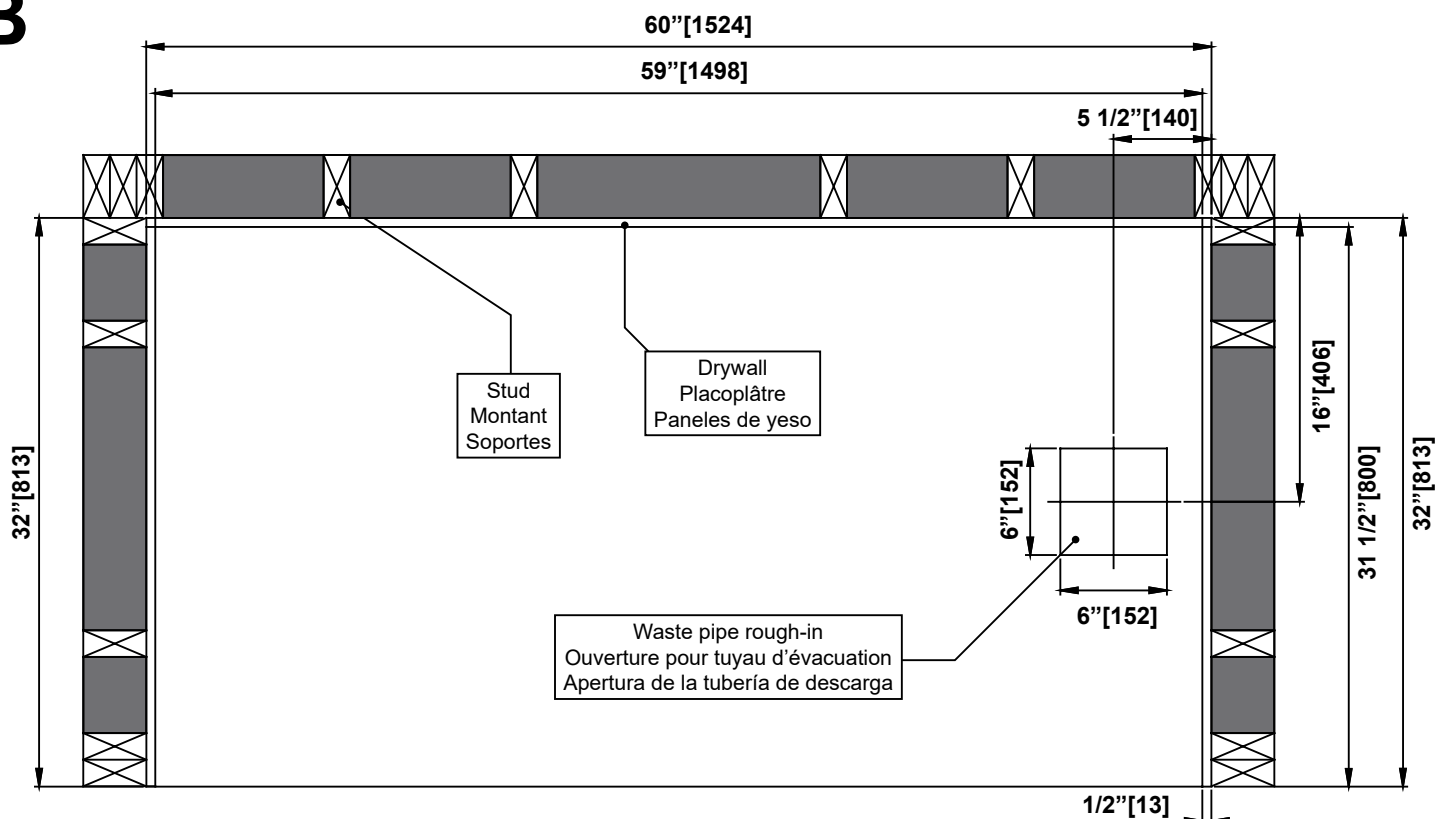 B
60”[1524]
59”[1498]
5 1/2”[140]
Stud
Montant
Soportes
Drywall
Placoplâtre
Paneles de yeso
16”[406]
32”[813]
6”[152]
31 1/2”[800]
32”[813]
6”[152]
Waste pipe rough-in
Ouverture pour tuyau d’évacuation
Apertura de la tubería de descarga
1/2”[13]